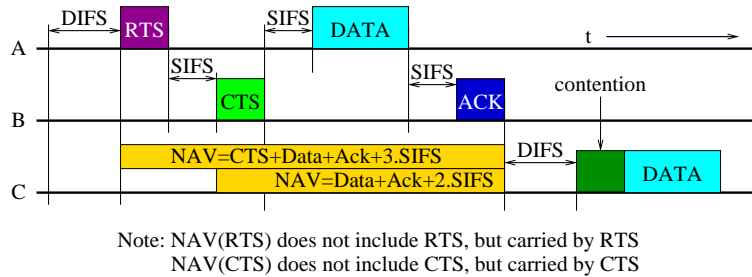 DIFS
RTS
SIFS
DATA
t
A
SIFS
CTS
SIFS
ACK
contention
B
NAV=CTS+Data+Ack+3.SIFS
DIFS
NAV=Data+Ack+2.SIFS
DATA
C
Note: NAV(RTS) does not include RTS, but carried by RTS
NAV(CTS) does not include CTS, but carried by CTS